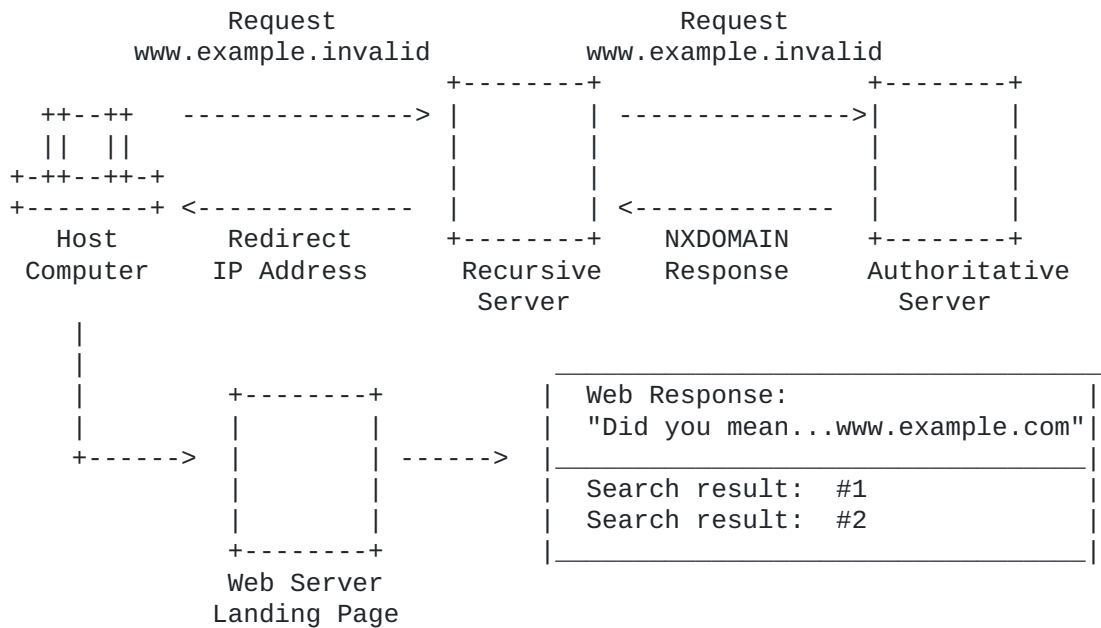 Request Request
www.example.invalid www.example.invalid
Host Redirect NXDOMAIN
Computer IP Address Recursive Response Authoritative
Server Server
Web Response:
"Did you mean...www.example.com"
Search result: #1
Search result: #2
Web Server
Landing Page